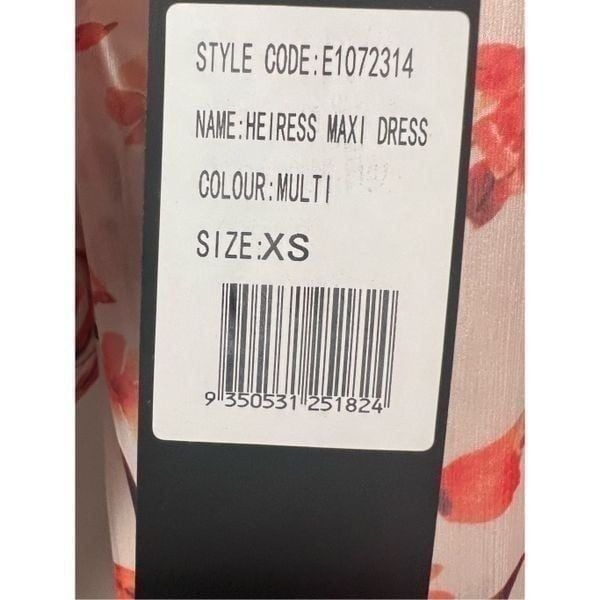 STYLE CODE:E1072314
NAME:HEIRESS MAXI DRESS
COLOUR:MULTI
SIZE:XS
9 350531 251824